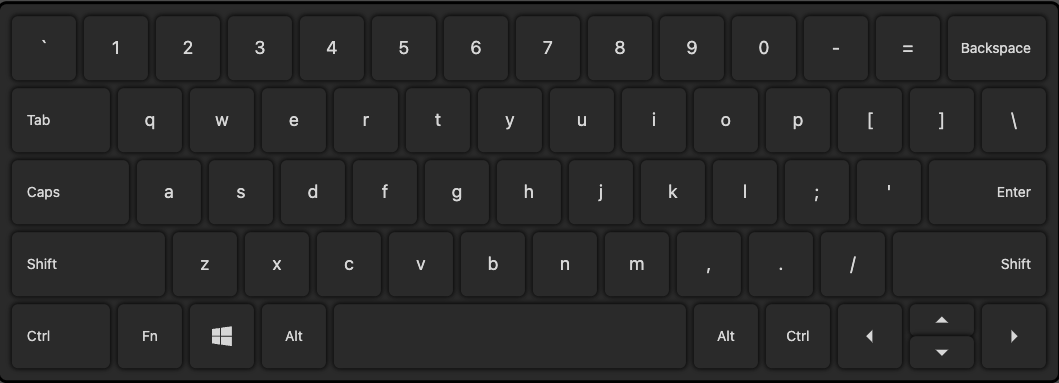 ` 1 2 3 4 5 6 7 8 9 0 - = Backspace
Tab q w e r t y u i o p [ ] \
Caps a s d f g h j k l ; ' Enter
Shift z x c v b n m , . / Shift
Ctrl Fn Alt Alt Ctrl